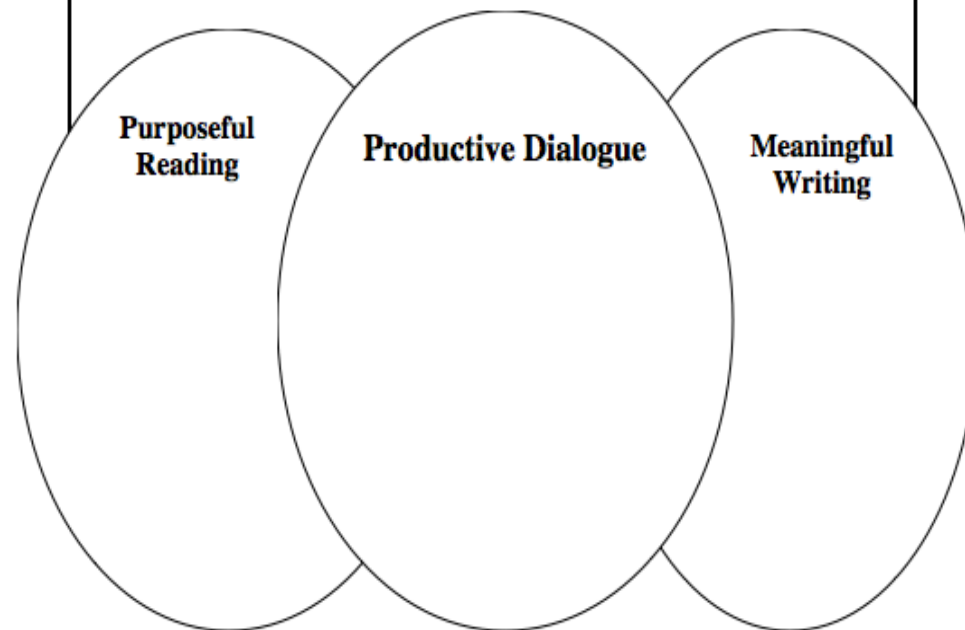 Purposeful
Reading
Productive Dialogue
Meaningful
Writing